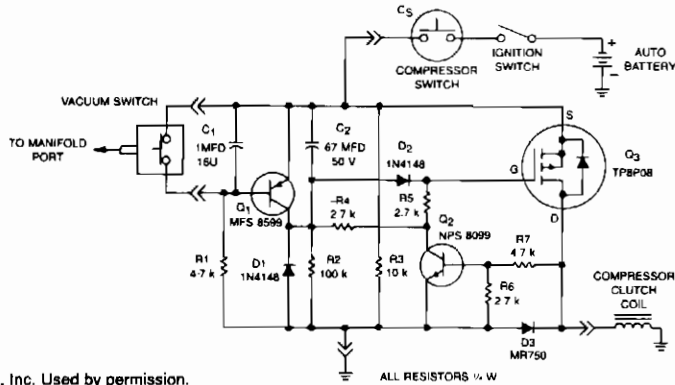 CS
COMPRESSOR
SWITCH
IGNITION
SWITCH
+
−
AUTO
BATTERY
VACUUM SWITCH
TO MANIFOLD
PORT
C1
1MFD
16U
C2
67 MFD
50 V
D2
1N4148
S
G
D
Q3
TP8P08
Q1
MFS 8599
R4
2 7 k
R5
2.7 k
Q2
NPS 8099
R7
4 7 k
R1
4-7 k
D1
1N4148
R2
100 k
R3
10 k
R6
2 7 k
D3
MR750
COMPRESSOR
CLUTCH
COIL
, Inc. Used by permission.
ALL RESISTORS ¼ W